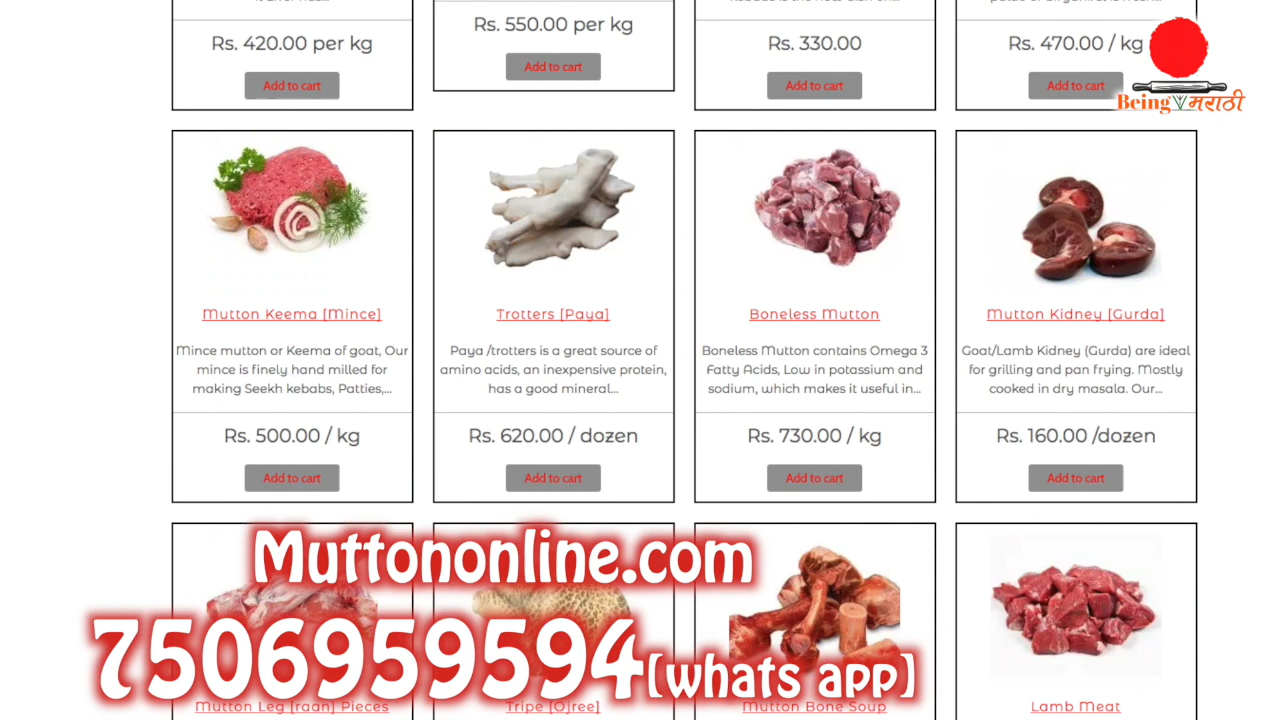 Rs. 420.00 per kg
Rs. 550.00 per kg
Rs. 330.00
Rs. 470.00 / kg
Add to cart
Add to cart
Add to cart
Add to cart
Being मराठी
Mutton Keema [Mince]
Mince mutton or Keema of goat, Our
mince is finely hand milled for
making Seekh kebabs, Patties,...
Rs. 500.00 / kg
Add to cart
Trotters [Paya]
Paya /trotters is a great source of
amino acids, an inexpensive protein,
has a good mineral...
Rs. 620.00 / dozen
Add to cart
Boneless Mutton
Boneless Mutton contains Omega 3
Fatty Acids, Low in potassium and
sodium, which makes it useful in...
Rs. 730.00 / kg
Add to cart
Mutton Kidney [Gurda]
Goat/Lamb Kidney (Gurda) are ideal
for grilling and pan frying. Mostly
cooked in dry masala. Our...
Rs. 160.00 /dozen
Add to cart
Muttononline.com
7506959594[whats app]
Mutton Leg [raan] Pieces
Tripe [Ojree]
Mutton Bone Soup
Lamb Meat